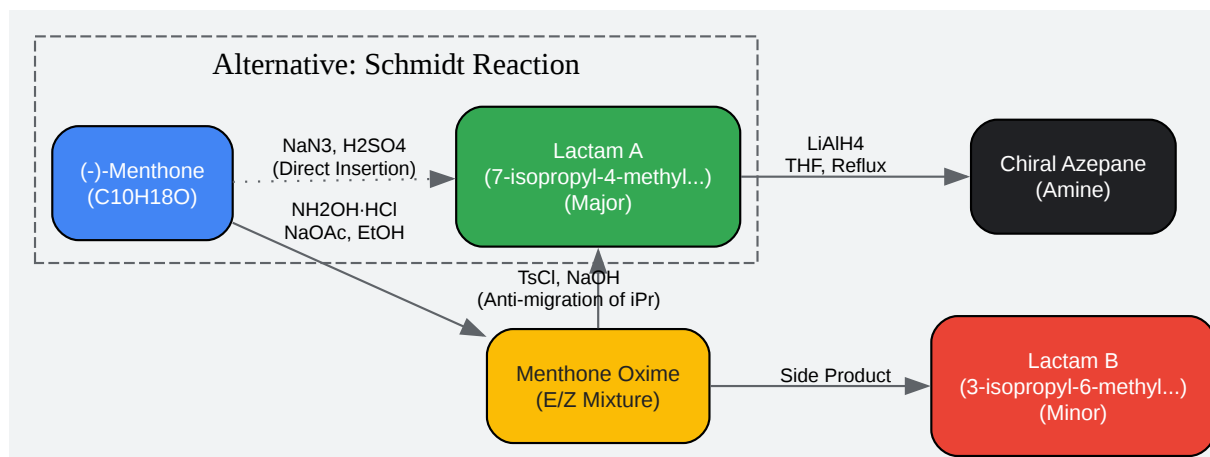 Alternative: Schmidt Reaction
(-)-Menthone
(C10H18O)
NaN3, H2SO4
(Direct Insertion)
NH2OH·HCl
NaOAc, EtOH
Lactam A
(7-isopropyl-4-methyl...)
(Major)
LiAlH4
THF, Reflux
Chiral Azepane
(Amine)
TsCl, NaOH
(Anti-migration of iPr)
Menthone Oxime
(E/Z Mixture)
Side Product
Lactam B
(3-isopropyl-6-methyl...)
(Minor)